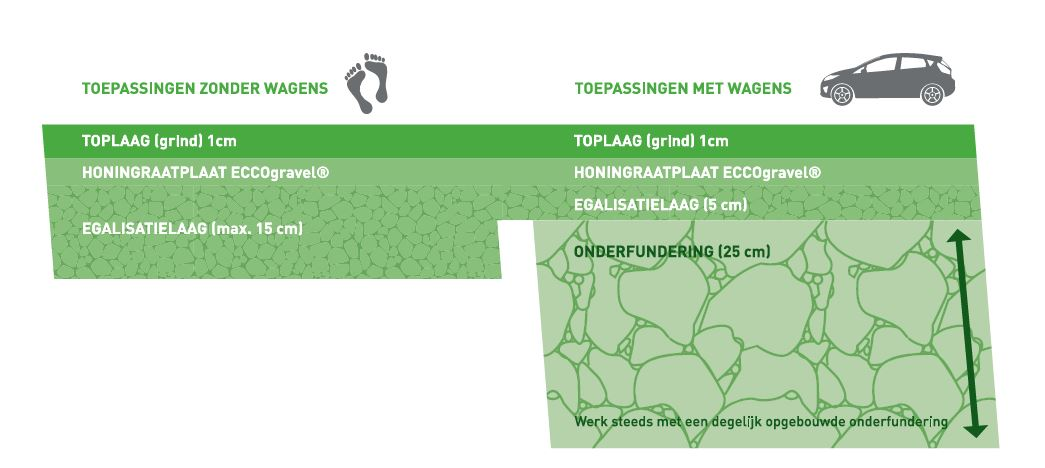 TOEPASSINGEN ZONDER WAGENS
TOPLAAG (grind) 1cm
HONINGRAATPLAAT ECCOgravel®
EGALISATIELAAG (max. 15 cm)
TOEPASSINGEN MET WAGENS
TOPLAAG (grind) 1cm
HONINGRAATPLAAT ECCOgravel®
EGALISATIELAAG (5 cm)
ONDERFUNDERING (25 cm)
Werk steeds met een degelijk opgebouwde onderfundering